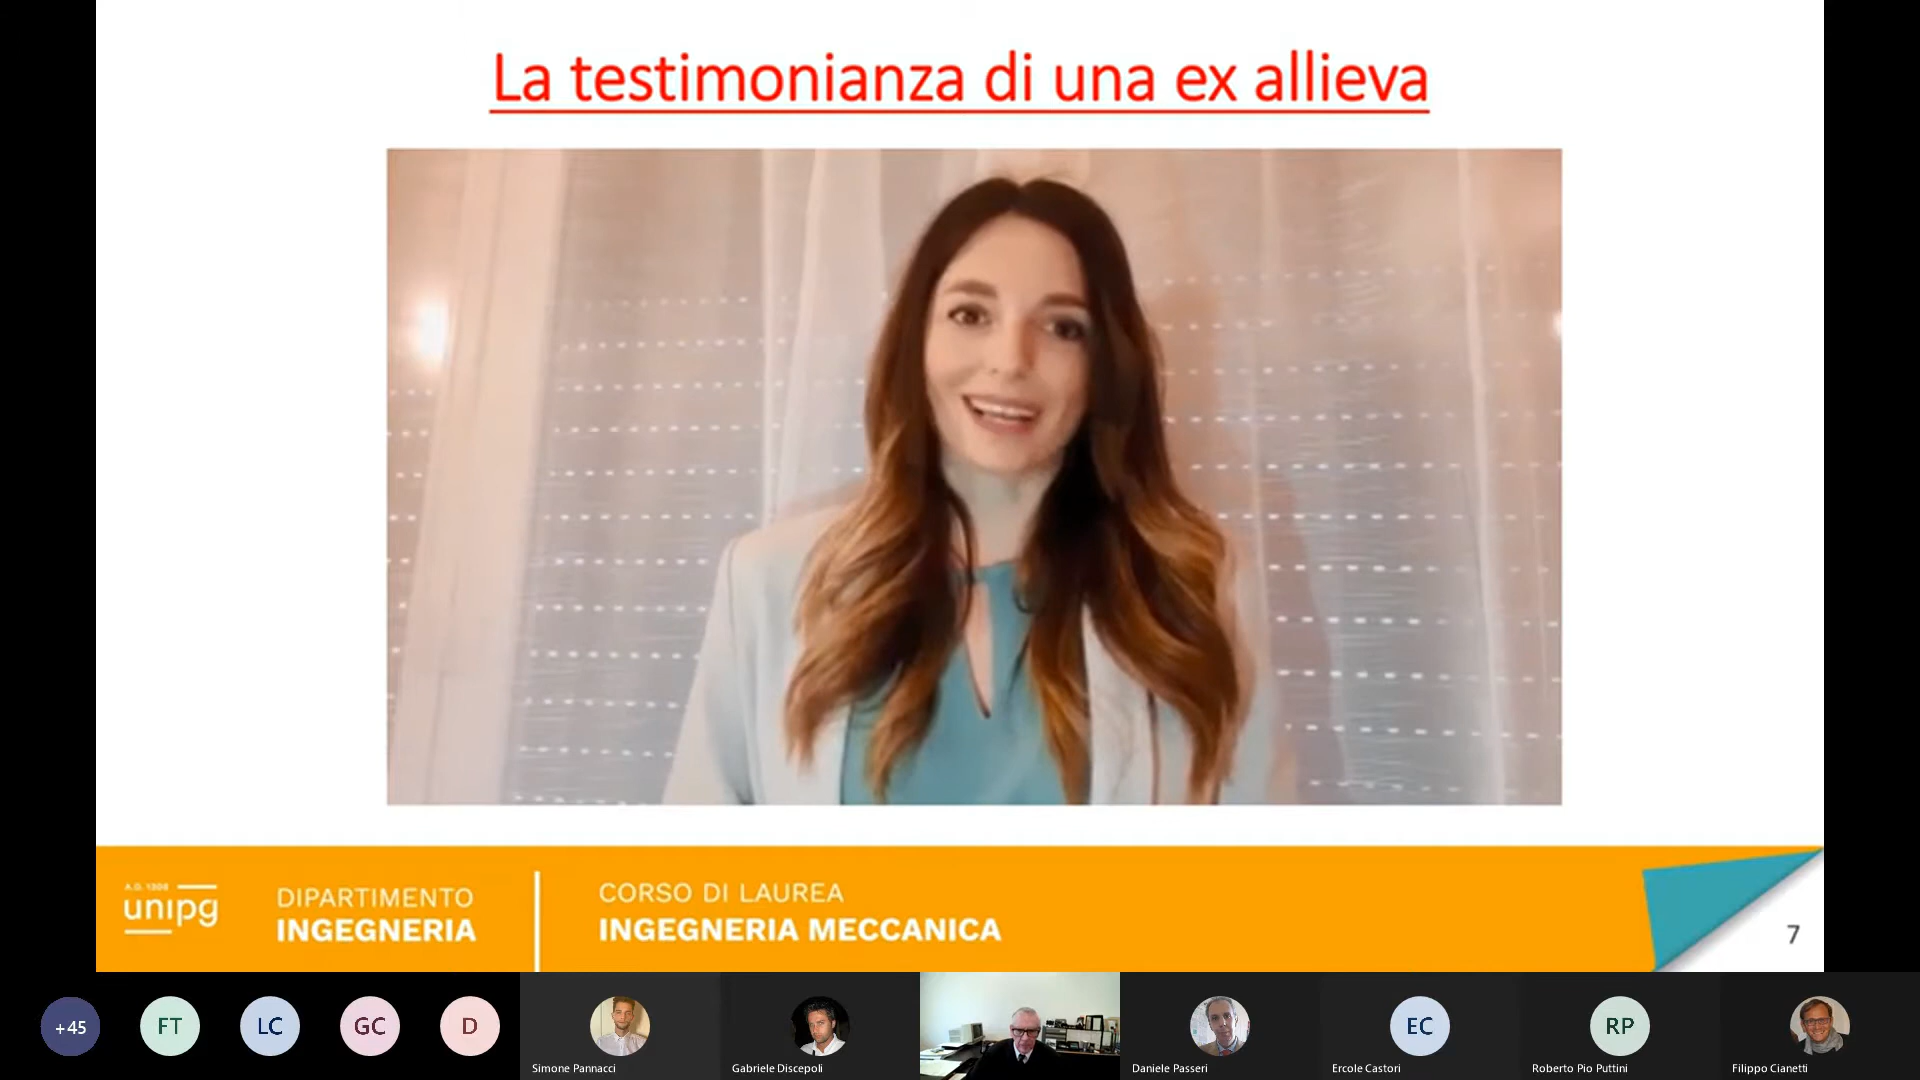 La testimonianza di una ex allieva
A.D. 1308
unipg
DIPARTIMENTO
INGEGNERIA
CORSO DI LAUREA
INGEGNERIA MECCANICA
7
+45
FT
LC
GC
D
Simone Pannacci
Gabriele Discepoli
Daniele Passeri
EC
Ercole Castori
RP
Roberto Pio Puttini
Filippo Cianetti